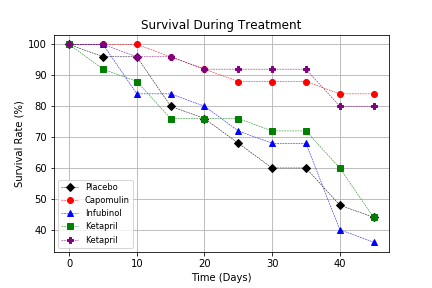 Survival During Treatment
100
90
80
70
60
50
40
Survival Rate (%)
Placebo
Capomulin
Infubinol
Ketapril
Ketapril
0
10
20
30
40
Time (Days)